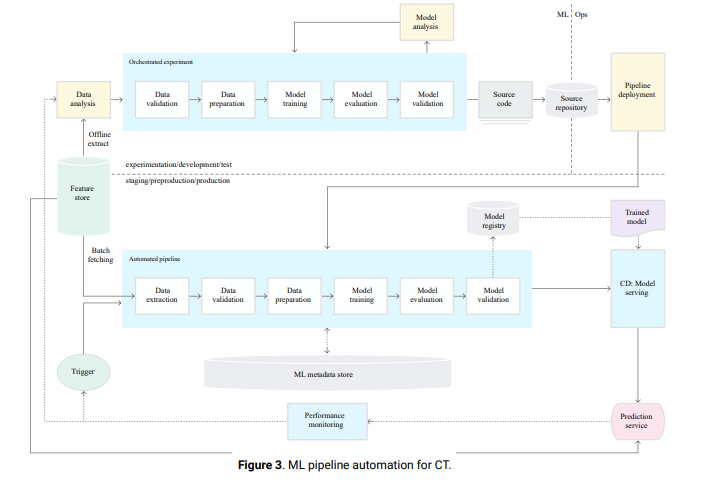 Model
analysis
ML
Ops
Orchestrated experiment
Data
analysis
Data
validation
Data
preparation
Model
training
Model
evaluation
Model
validation
Source
code
Source
repository
Pipeline
deployment
Offline
extract
experimentation/development/test
staging/preproduction/production
Feature
store
Model
registry
Trained
model
Batch
fetching
Automated pipeline
Data
extraction
Data
validation
Data
preparation
Model
training
Model
evaluation
Model
validation
CD: Model
serving
Trigger
ML metadata store
Performance
monitoring
Prediction
service
Figure 3. ML pipeline automation for CT.